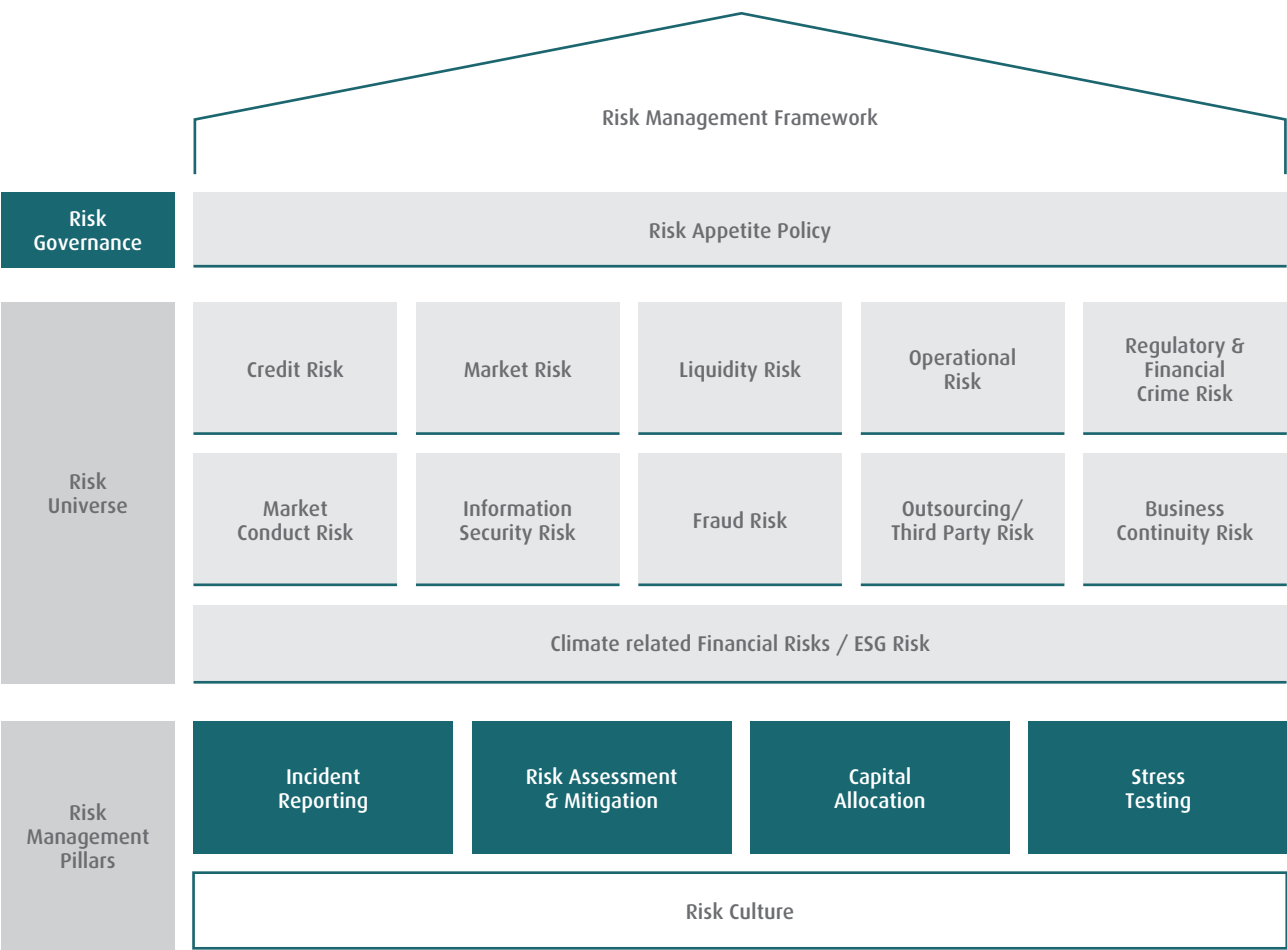 Risk Management Framework
Risk
Governance
Risk Appetite Policy
Risk
Universe
Credit Risk
Market Risk
Liquidity Risk
Operational
Risk
Regulatory &
Financial
Crime Risk
Market
Conduct Risk
Information
Security Risk
Fraud Risk
Outsourcing/
Third Party Risk
Business
Continuity Risk
Climate related Financial Risks / ESG Risk
Risk
Management
Pillars
Incident
Reporting
Risk Assessment
& Mitigation
Capital
Allocation
Stress
Testing
Risk Culture